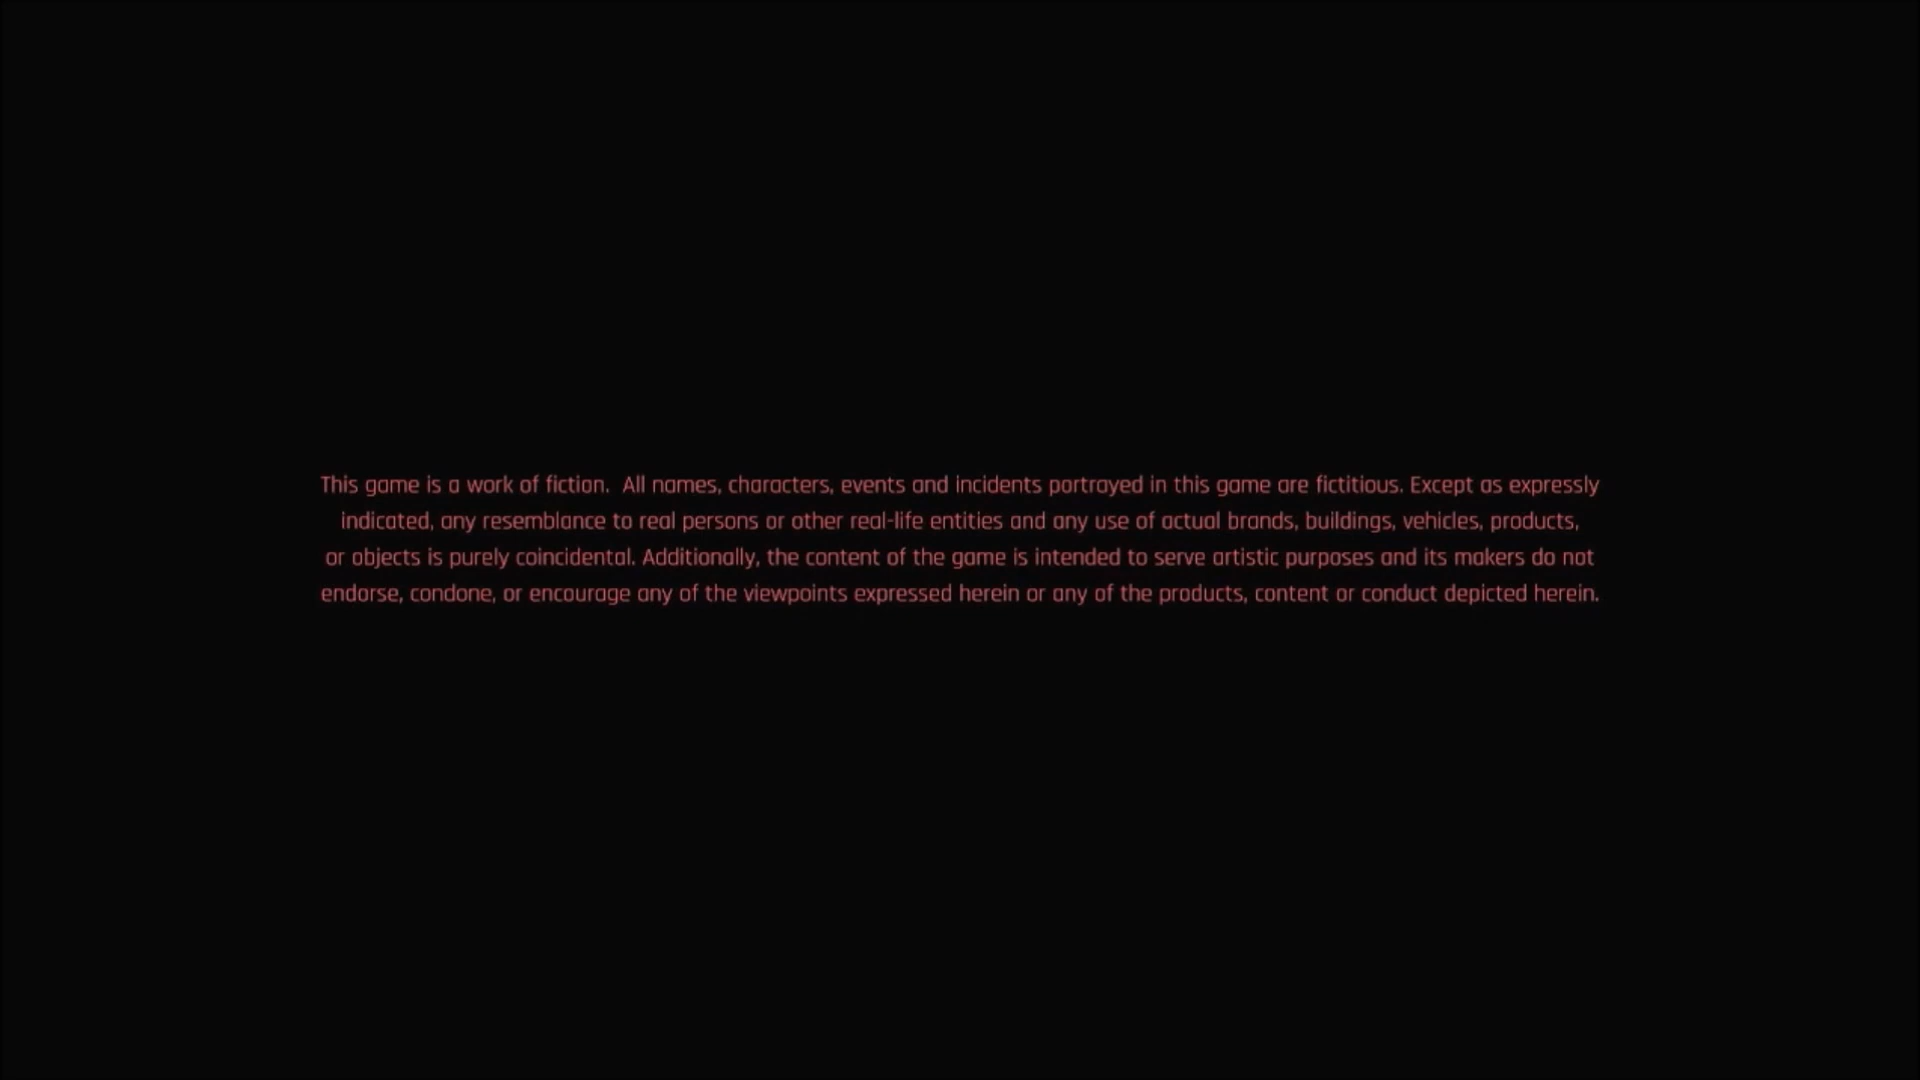 This game is a work of fiction.  All names, characters, events and incidents portrayed in this game are fictitious. Except as expressly
indicated, any resemblance to real persons or other real-life entities and any use of actual brands, buildings, vehicles, products,
or objects is purely coincidental. Additionally, the content of the game is intended to serve artistic purposes and its makers do not
endorse, condone, or encourage any of the viewpoints expressed herein or any of the products, content or conduct depicted herein.